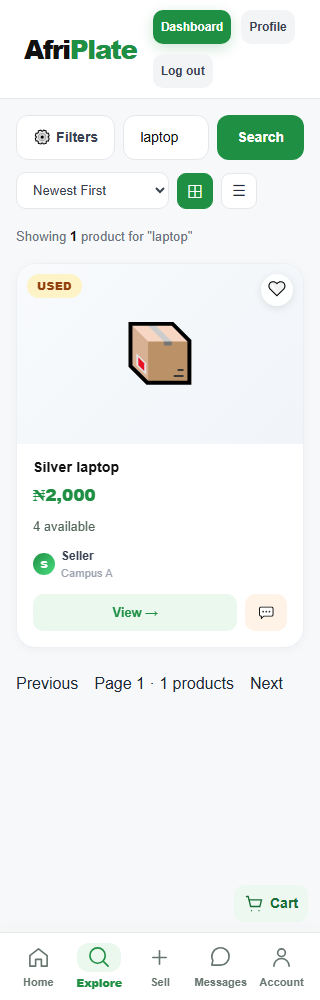 AfriPlate
Dashboard
Profile
Log out
Filters
laptop
Search
Newest First
Showing 1 product for "laptop"
USED
Silver laptop
₦2,000
4 available
S
Seller
Campus A
View →
Previous
Page 1 · 1 products
Next
Cart
Home
Explore
Sell
Messages
Account